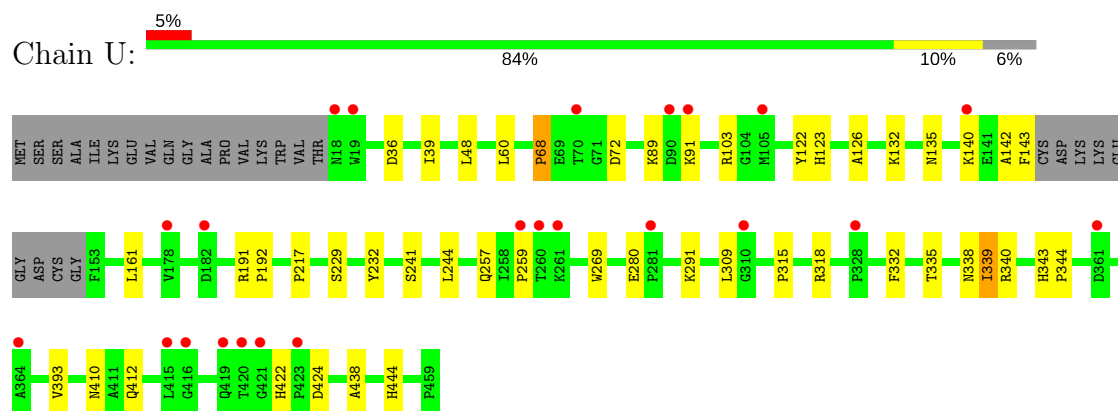 5%
Chain U:
84% 10% 6%
MET SER SER ALA ILE LYS GLU VAL GLN GLY ALA PRO VAL LYS TRP VAL THR N18 W19 D36 I39 L48 L60 P68 E69 T70 G71 D72 K89 D90 K91 R103 G104 M105 Y122 H123 A126 K132 N135 K140 E141 A142 F143 CYS ASP LYS LYS GLU
GLY ASP CYS GLY F153 L161 V178 D182 R191 P192 P217 S229 Y232 S241 L244 Q257 I258 P259 T260 K261 W269 E280 P281 K291 L309 G310 P315 R318 P328 F332 T335 N338 I339 R340 H343 P344 D361
A364 V393 N410 A411 Q412 L415 G416 Q419 T420 G421 H422 P423 D424 A438 H444 P459